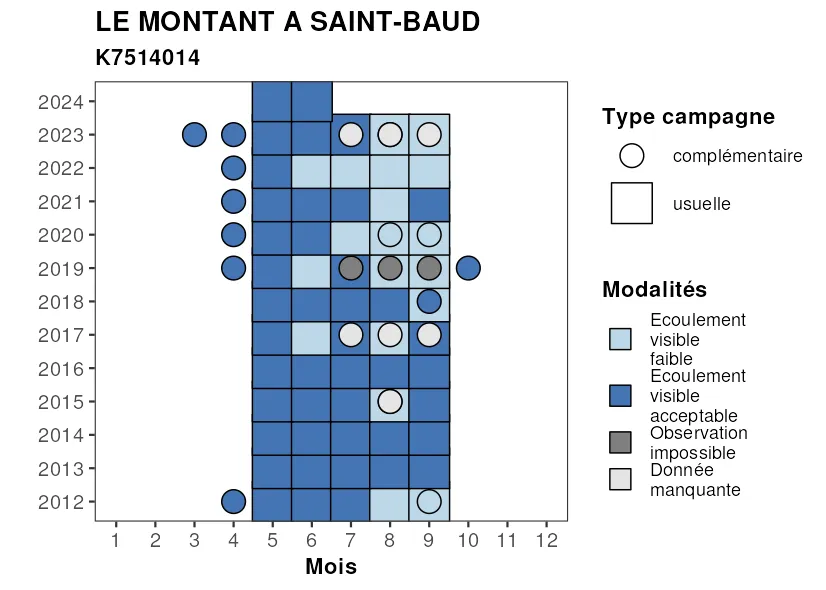 LE MONTANT A SAINT-BAUD
K7514014
2024
2023
2022
2021
2020
2019
2018
2017
2016
2015
2014
2013
2012
1 2 3 4 5 6 7 8 9 10 11 12
Mois
Type campagne
complémentaire
usuelle
Modalités
Ecoulement
visible
faible
Ecoulement
visible
acceptable
Observation
impossible
Donnée
manquante